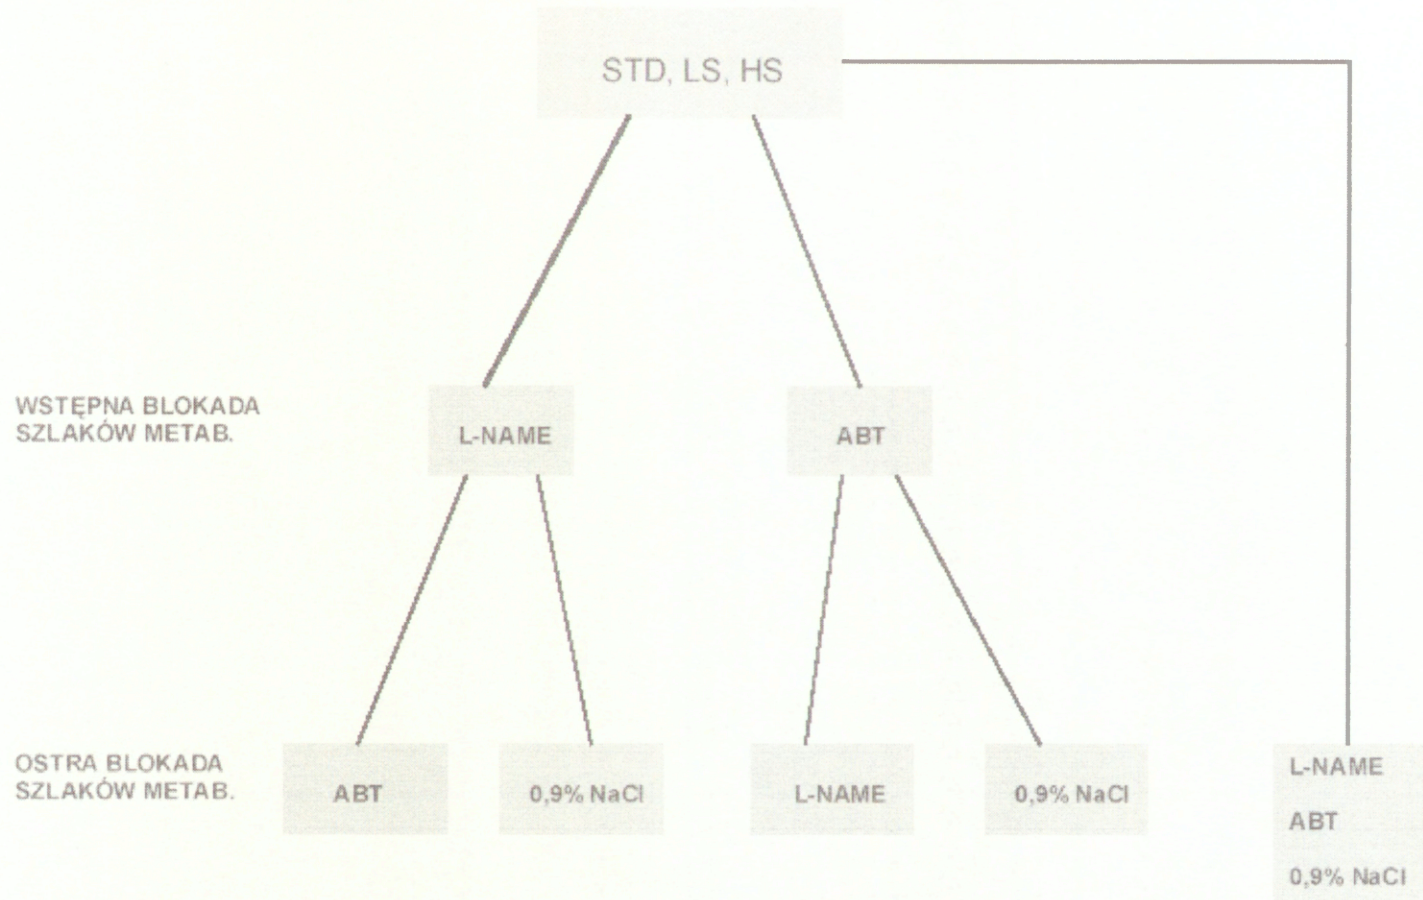 STD, LS, HS
WSTĘPNA BLOKADA
SZLAKÓW METAB.
L-NAME
ABT
OSTRA BLOKADA
SZLAKÓW METAB.
ABT
0,9% NaCl
L-NAME
0,9% NaCl
L-NAME
ABT
0,9% NaCl